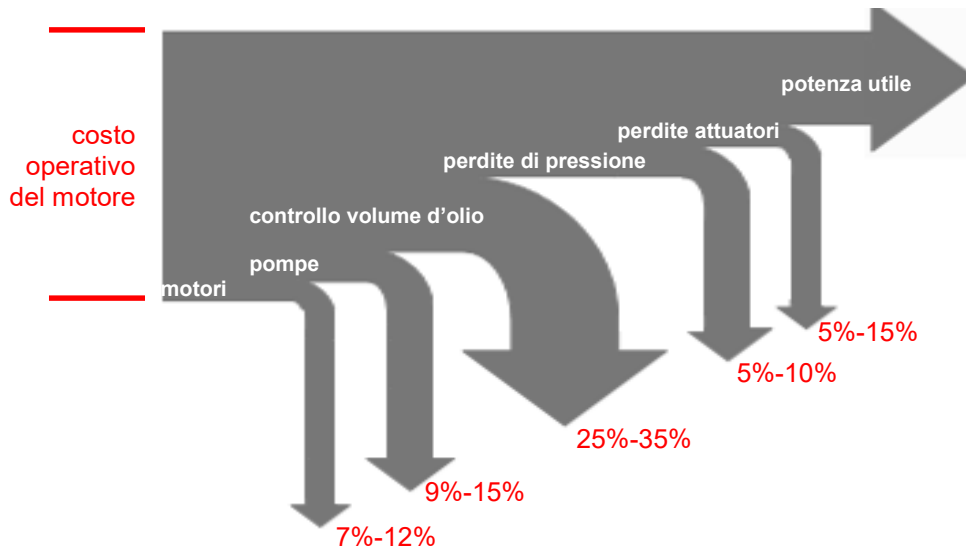 potenza utile
costo
operativo
del motore
perdite attuatori
perdite di pressione
controllo volume d'olio
pompe
motori
5%-15%
5%-10%
25%-35%
9%-15%
7%-12%